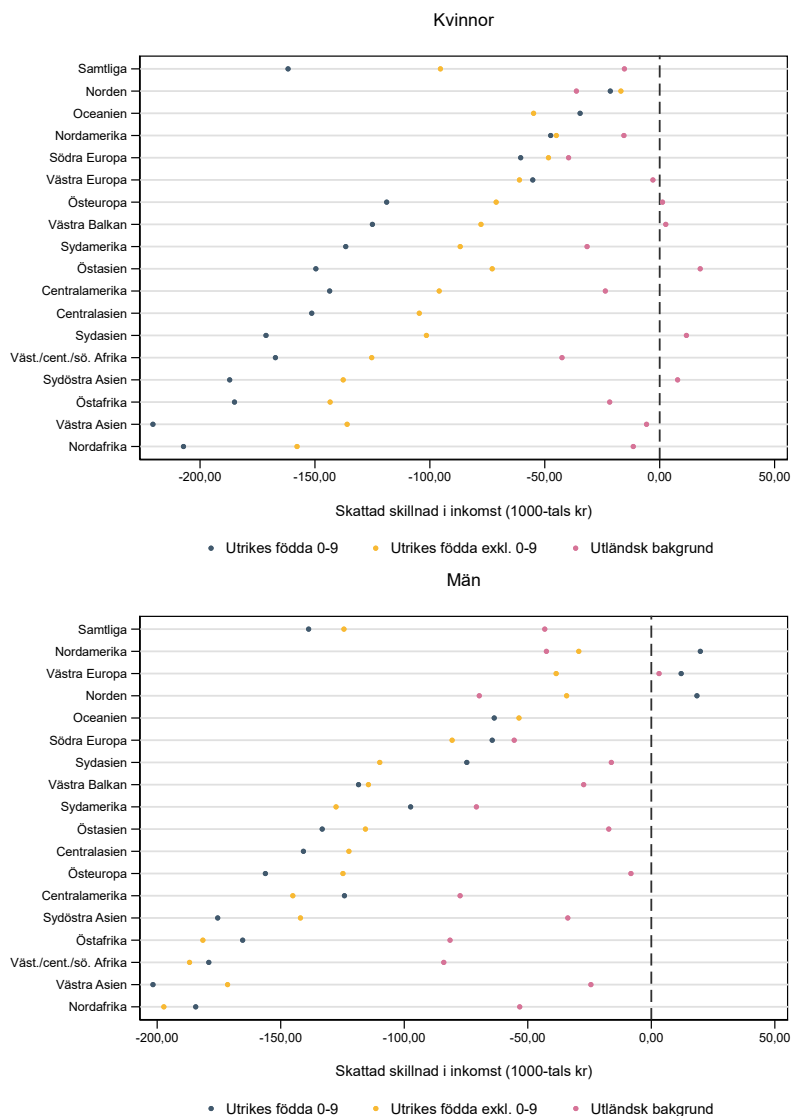 Kvinnor
Samtliga
Norden
Oceanien
Nordamerika
Södra Europa
Västra Europa
Östeuropa
Västra Balkan
Sydamerika
Östasien
Centralamerika
Centralasien
Sydasien
Väst./cent./sö. Afrika
Sydöstra Asien
Östafrika
Västra Asien
Nordafrika
-200,00 -150,00 -100,00 -50,00 0,00 50,00
Skattad skillnad i inkomst (1000-tals kr)
Utrikes födda 0-9 Utrikes födda exkl. 0-9 Utländsk bakgrund
Män
Samtliga
Nordamerika
Västra Europa
Norden
Oceanien
Södra Europa
Sydasien
Västra Balkan
Sydamerika
Östasien
Centralasien
Östeuropa
Centralamerika
Sydöstra Asien
Östafrika
Väst./cent./sö. Afrika
Västra Asien
Nordafrika
-200,00 -150,00 -100,00 -50,00 0,00 50,00
Skattad skillnad i inkomst (1000-tals kr)
Utrikes födda 0-9 Utrikes födda exkl. 0-9 Utländsk bakgrund